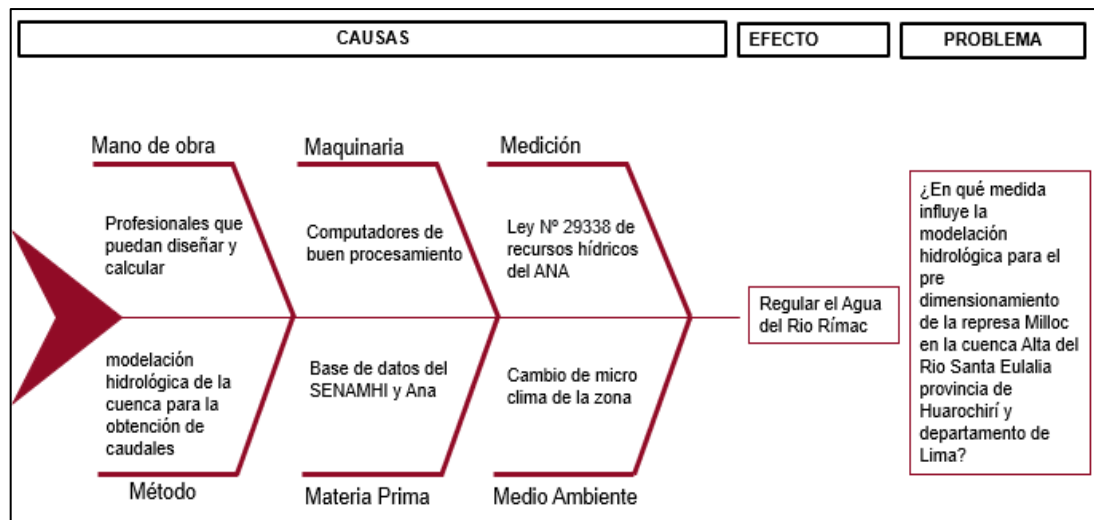 CAUSAS
EFECTO
PROBLEMA
Mano de obra
Maquinaria
Medición
Profesionales que
puedan diseñar y
calcular
Computadores de
buen procesamiento
Ley Nº 29338 de
recursos hídricos
del ANA
modelación
hidrológica de la
cuenca para la
obtención de
caudales
Base de datos del
SENAMHI y Ana
Cambio de micro
clima de la zona
Método
Materia Prima
Medio Ambiente
Regular el Agua
del Rio Rímac
¿En qué medida
influye la
modelación
hidrológica para el
pre
dimensionamiento
de la represa Milloc
en la cuenca Alta del
Rio Santa Eulalia
provincia de
Huarochirí y
departamento de
Lima?